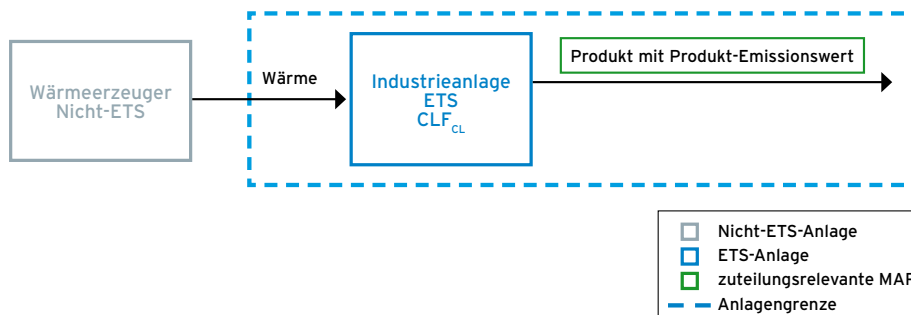 Wärmeerzeuger
Nicht-ETS
Wärme
Industrieanlage
ETS
CLF CL
Produkt mit Produkt-Emissionswert
Nicht-ETS-Anlage
ETS-Anlage
zuteilungsrelevante MAF
Anlagengrenze